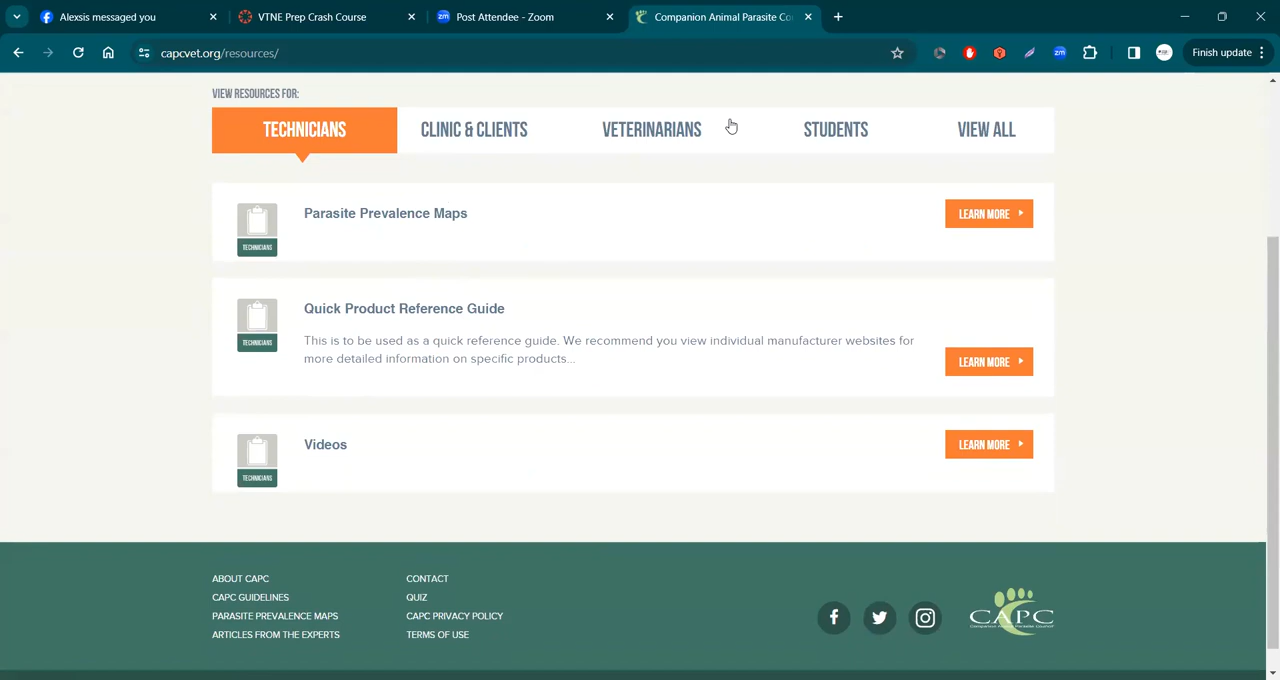 Alexsis messaged you
VTNE Prep Crash Course
zm Post Attendee - Zoom
Companion Animal Parasite Co
capcvet.org/resources/
zm
Finish update
VIEW RESOURCES FOR:
TECHNICIANS
CLINIC & CLIENTS
VETERINARIANS
STUDENTS
VIEW ALL
TECHNICIANS
Parasite Prevalence Maps
LEARN MORE
TECHNICIANS
Quick Product Reference Guide
This is to be used as a quick reference guide. We recommend you view individual manufacturer websites for
more detailed information on specific products...
LEARN MORE
TECHNICIANS
Videos
LEARN MORE
ABOUT CAPC
CAPC GUIDELINES
PARASITE PREVALENCE MAPS
ARTICLES FROM THE EXPERTS
CONTACT
QUIZ
CAPC PRIVACY POLICY
TERMS OF USE
CAPC